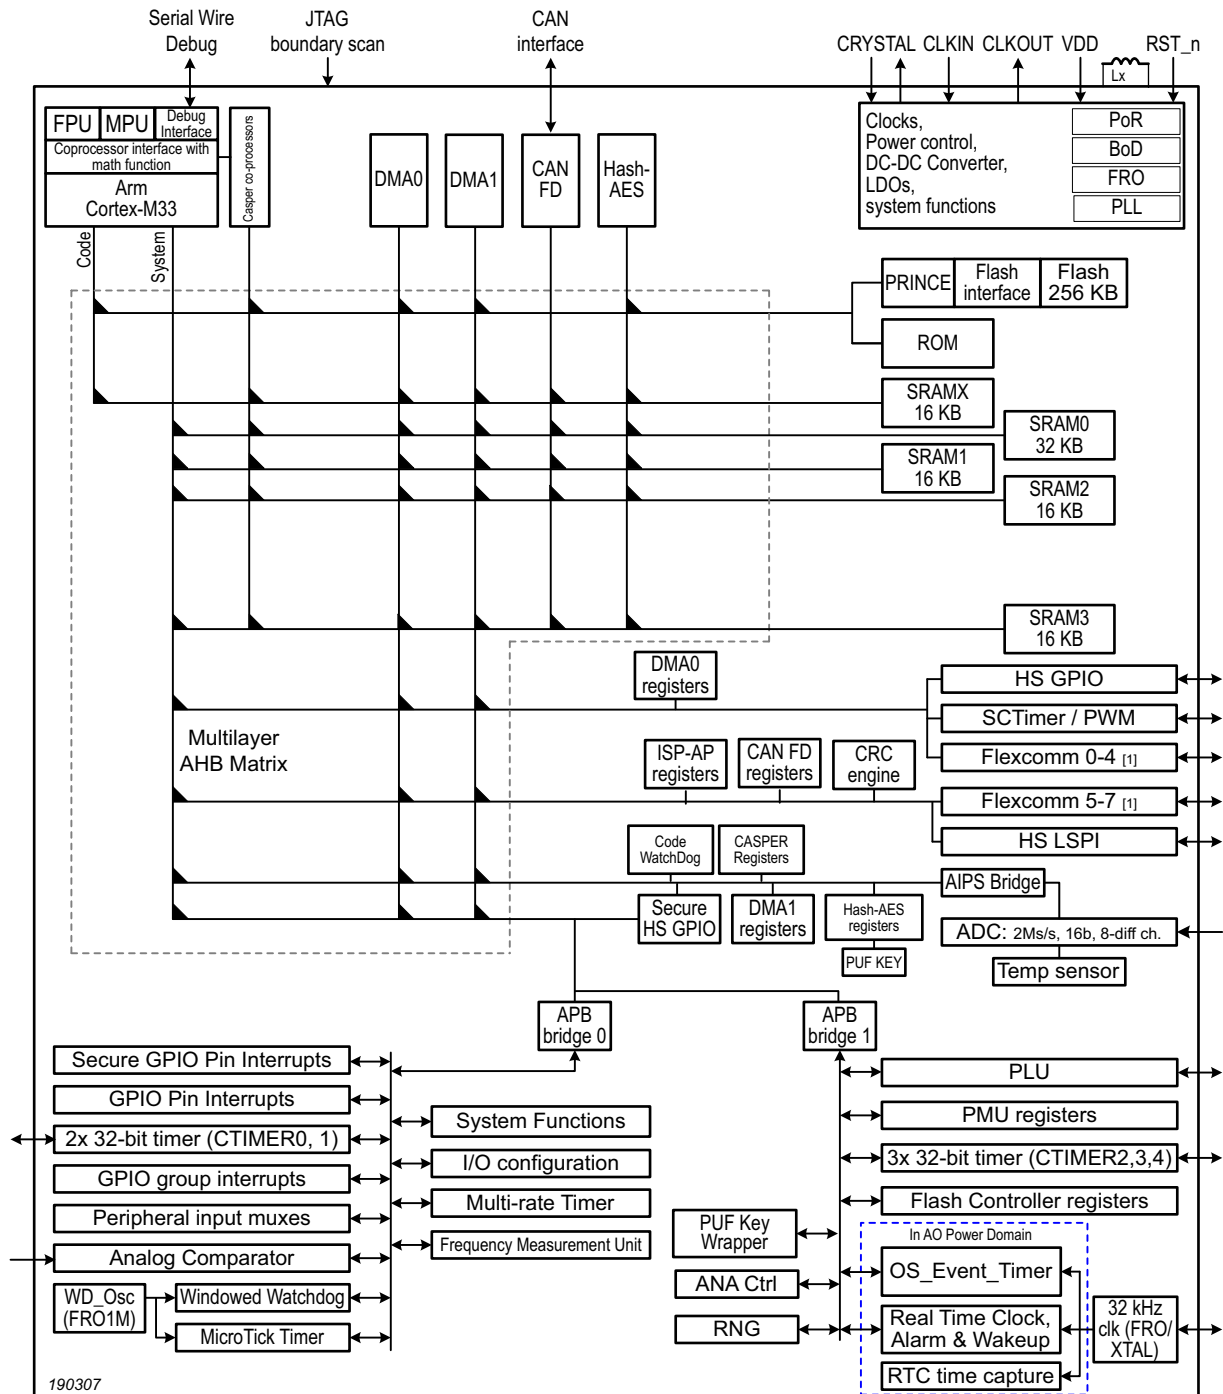 Serial Wire
Debug
JTAG
boundary scan
CAN
interface
CRYSTAL
CLKIN
CLKOUT
VDD
RST_n
Lx
FPU
MPU
Debug
Interface
Coprocessor interface with
math function
Arm
Cortex-M33
Casper co-processors
DMA0
DMA1
CAN
FD
Hash-
AES
Clocks,
Power control,
DC-DC Converter,
LDOs,
system functions
PoR
BoD
FRO
PLL
Code
System
PRINCE
Flash
interface
Flash
256 KB
ROM
SRAMX
16 KB
SRAM0
32 KB
SRAM1
16 KB
SRAM2
16 KB
SRAM3
16 KB
DMA0
registers
HS GPIO
SCTimer / PWM
Flexcomm 0-4 [1]
Multilayer
AHB Matrix
ISP-AP
registers
CAN FD
registers
CRC
engine
Flexcomm 5-7 [1]
HS LSPI
Code
WatchDog
CASPER
Registers
AIPS Bridge
Secure
HS GPIO
DMA1
registers
Hash-AES
registers
PUF KEY
ADC: 2Ms/s, 16b, 8-diff ch.
Temp sensor
APB
bridge 0
APB
bridge 1
Secure GPIO Pin Interrupts
GPIO Pin Interrupts
2x 32-bit timer (CTIMER0, 1)
GPIO group interrupts
Peripheral input muxes
Analog Comparator
WD_Osc
(FRO1M)
Windowed Watchdog
MicroTick Timer
System Functions
I/O configuration
Multi-rate Timer
Frequency Measurement Unit
PLU
PMU registers
3x 32-bit timer (CTIMER2,3,4)
Flash Controller registers
PUF Key
Wrapper
ANA Ctrl
RNG
In AO Power Domain
OS_Event_Timer
Real Time Clock,
Alarm & Wakeup
RTC time capture
32 kHz
clk (FRO/
XTAL)
190307